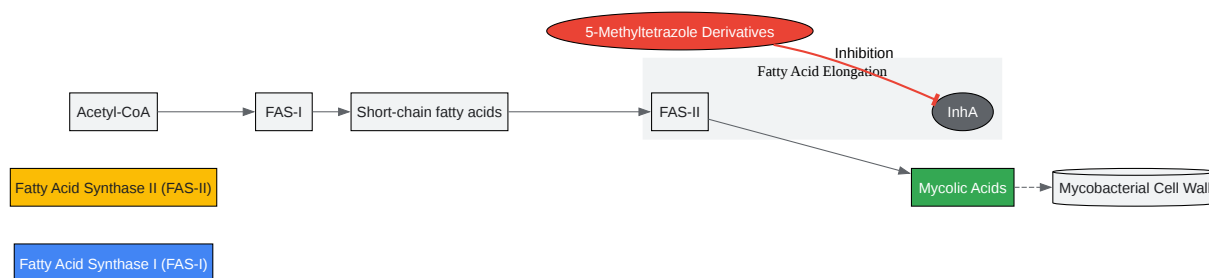 5-Methyltetrazole Derivatives
Inhibition
Fatty Acid Elongation
Acetyl-CoA
FAS-I
Short-chain fatty acids
FAS-II
InhA
Fatty Acid Synthase II (FAS-II)
Mycolic Acids
Mycobacterial Cell Wall
Fatty Acid Synthase I (FAS-I)